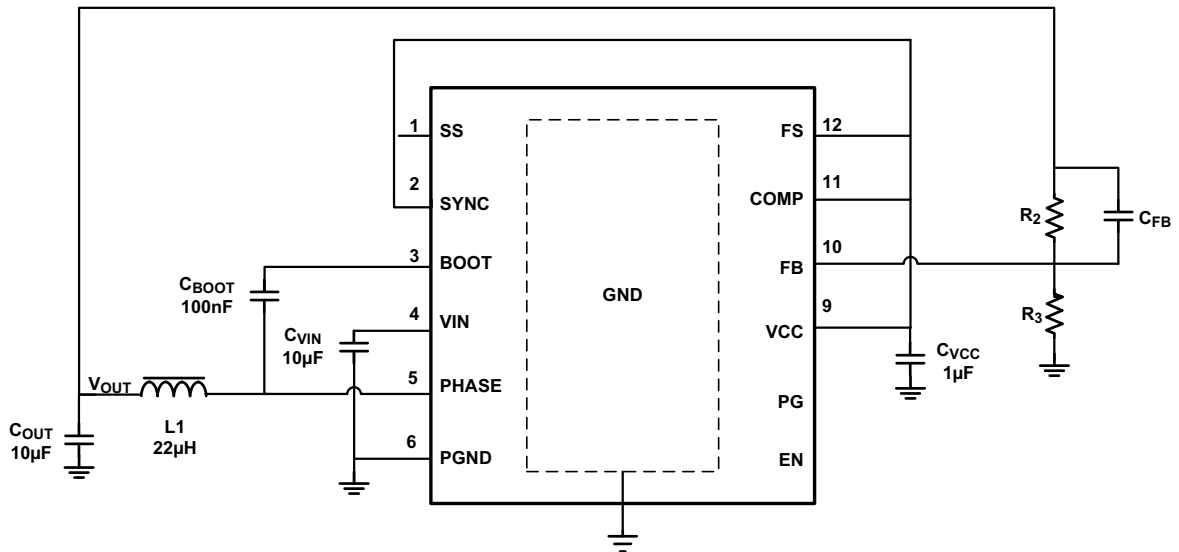 1
SS
2
SYNC
3
BOOT
4
VIN
5
PHASE
6
PGND
GND
12
FS
11
COMP
10
FB
9
VCC
PG
EN
CBOOT
100nF
CVIN
10µF
VOUT
L1
22µH
COUT
10µF
CVCC
1µF
R2
R3
CFB